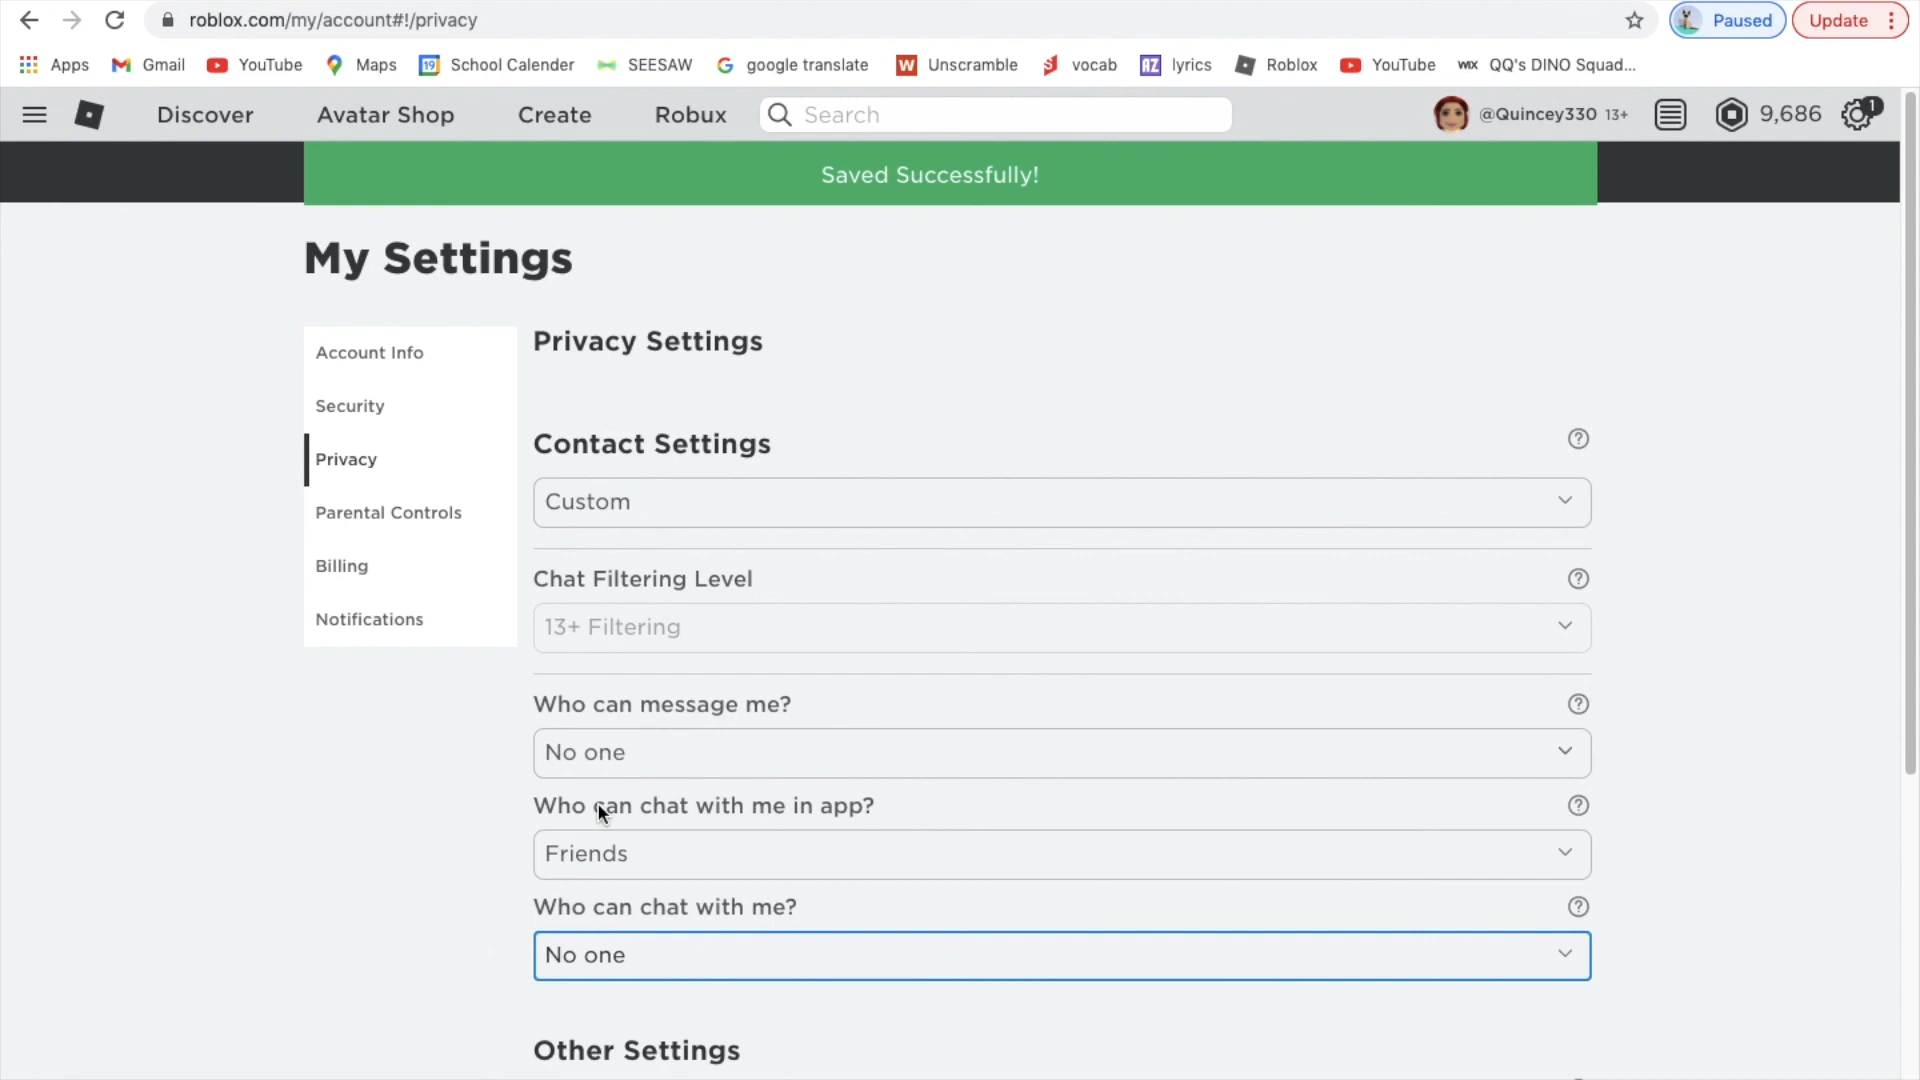 roblox.com/my/account#!/privacy
Paused
Update
Apps
Gmail
YouTube
Maps
19
School Calender
SEESAW
G
google translate
W
Unscramble
vocab
AZ
lyrics
Roblox
YouTube
WIX
QQ's DINO Squad...
Discover
Avatar Shop
Create
Robux
Search
@Quincey330 13+
9,686
1
Saved Successfully!
My Settings
Account Info
Security
Privacy
Parental Controls
Billing
Notifications
Privacy Settings
Contact Settings
?
Custom
Chat Filtering Level
?
13+ Filtering
Who can message me?
?
No one
Who can chat with me in app?
?
Friends
Who can chat with me?
?
No one
Other Settings